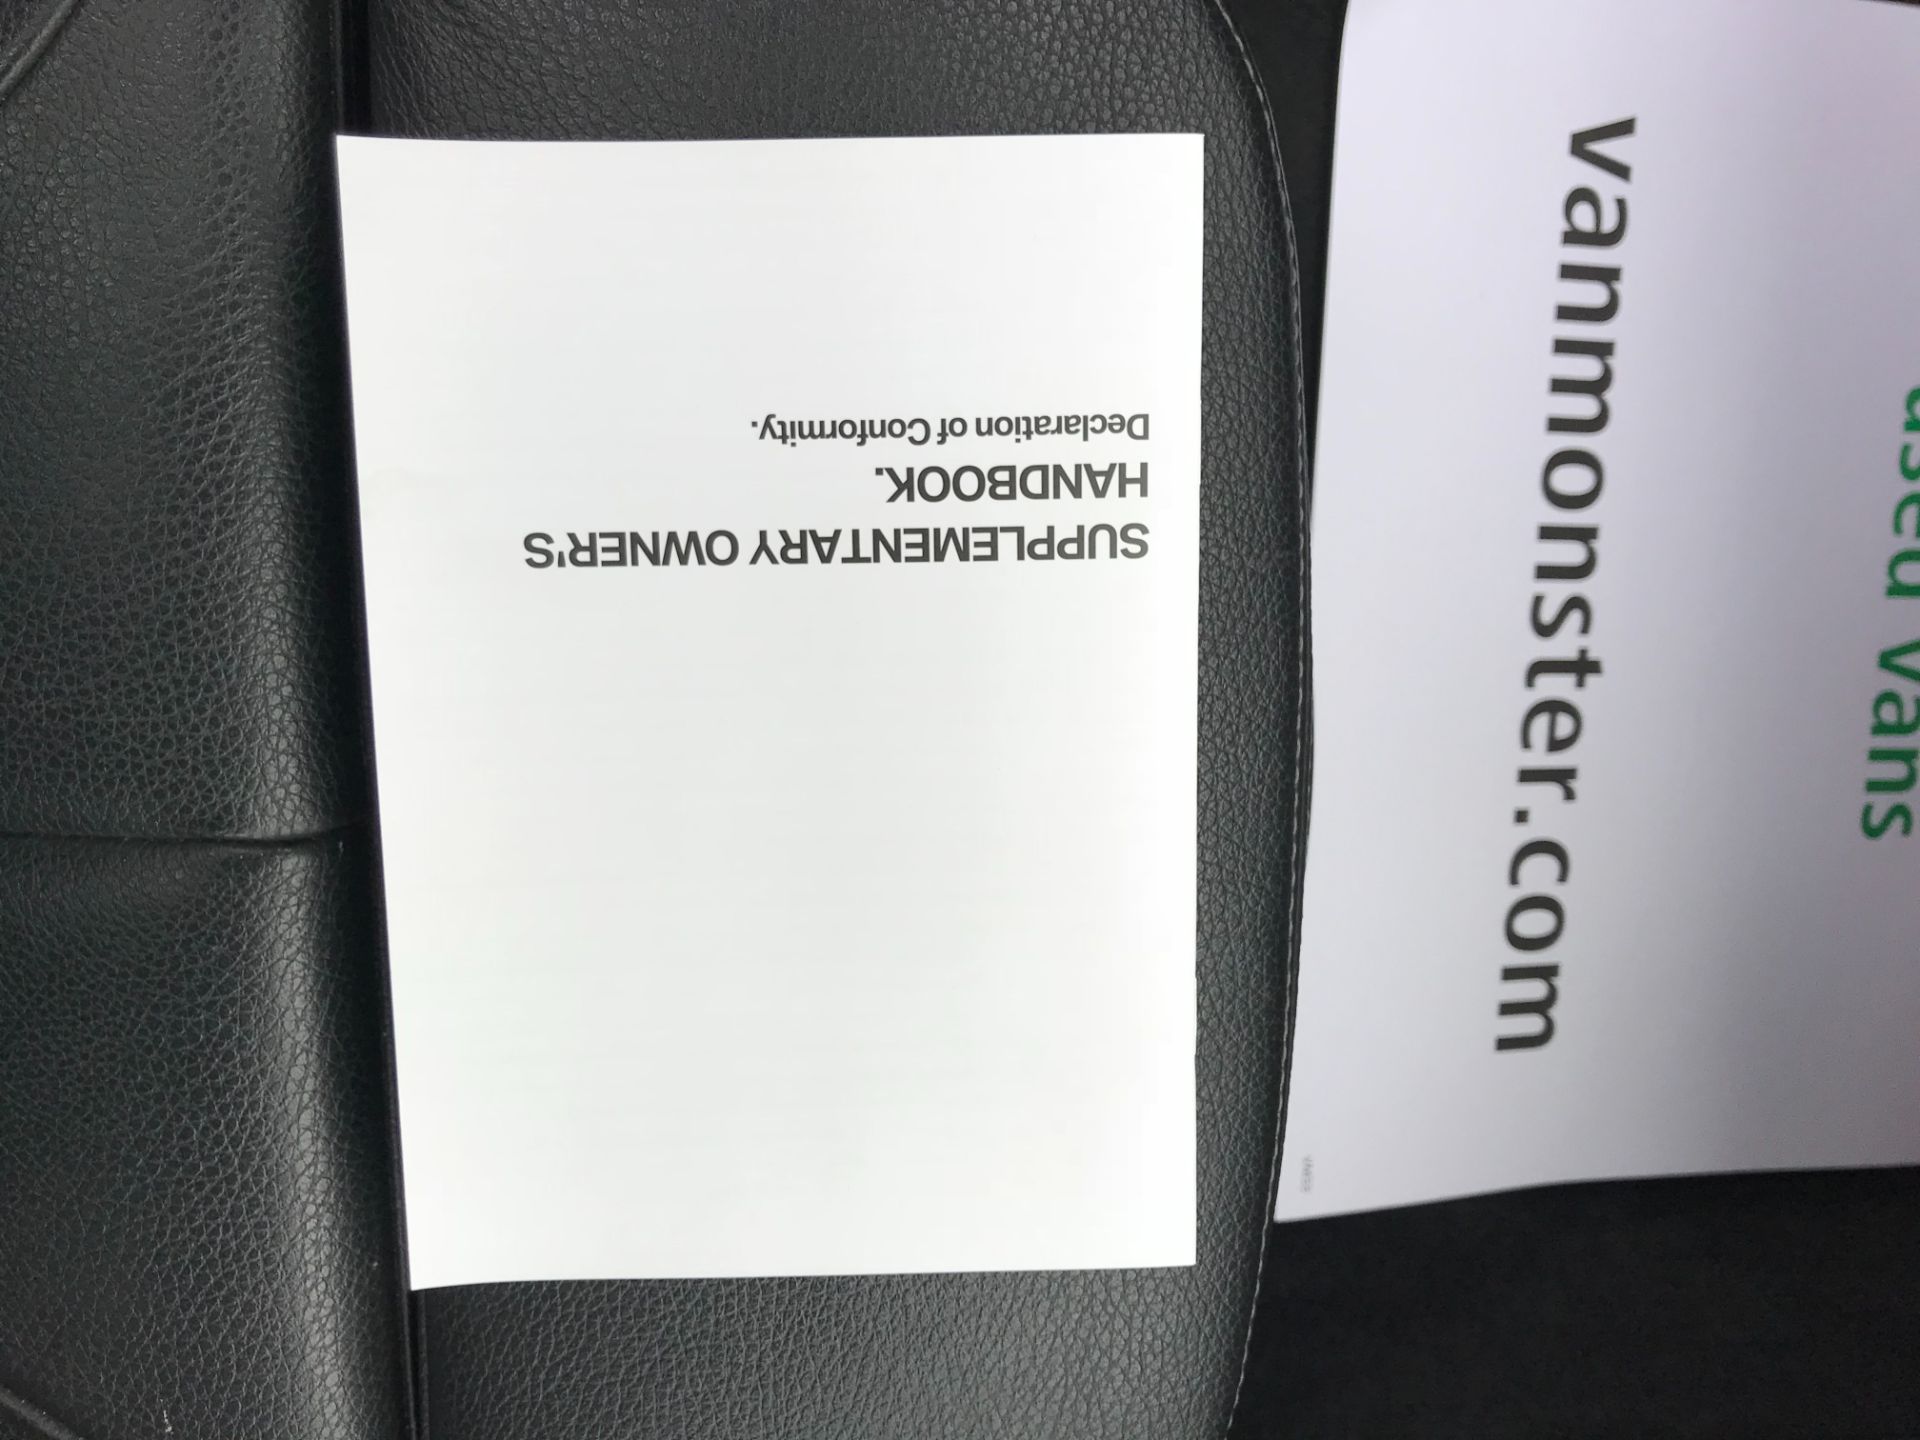 SUPPLEMENTARY OWNER'S
HANDBOOK.
Declaration of Conformity.
vanmonster.com
used vans